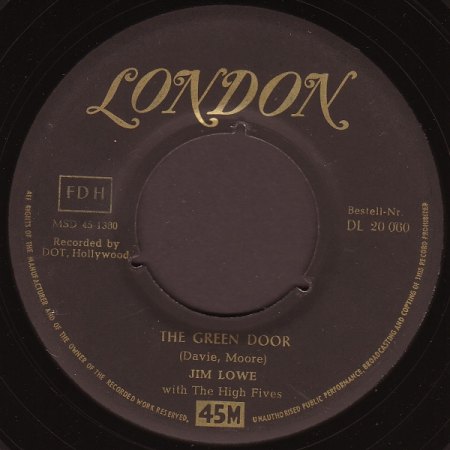 LONDON
FDH
MSD 45 1380
Recorded by
DOT, Hollywood
Bestell-Nr.
DL 20 060
THE GREEN DOOR
(Davie, Moore)
JIM LOWE
with The High Fives
45M
ALL RIGHTS OF THE MANUFACTURER AND OF THE OWNER OF THE RECORDED WORK RESERVED.
UNAUTHORISED PUBLIC PERFORMANCE, BROADCASTING AND COPYING OF THIS RECORD PROHIBITED